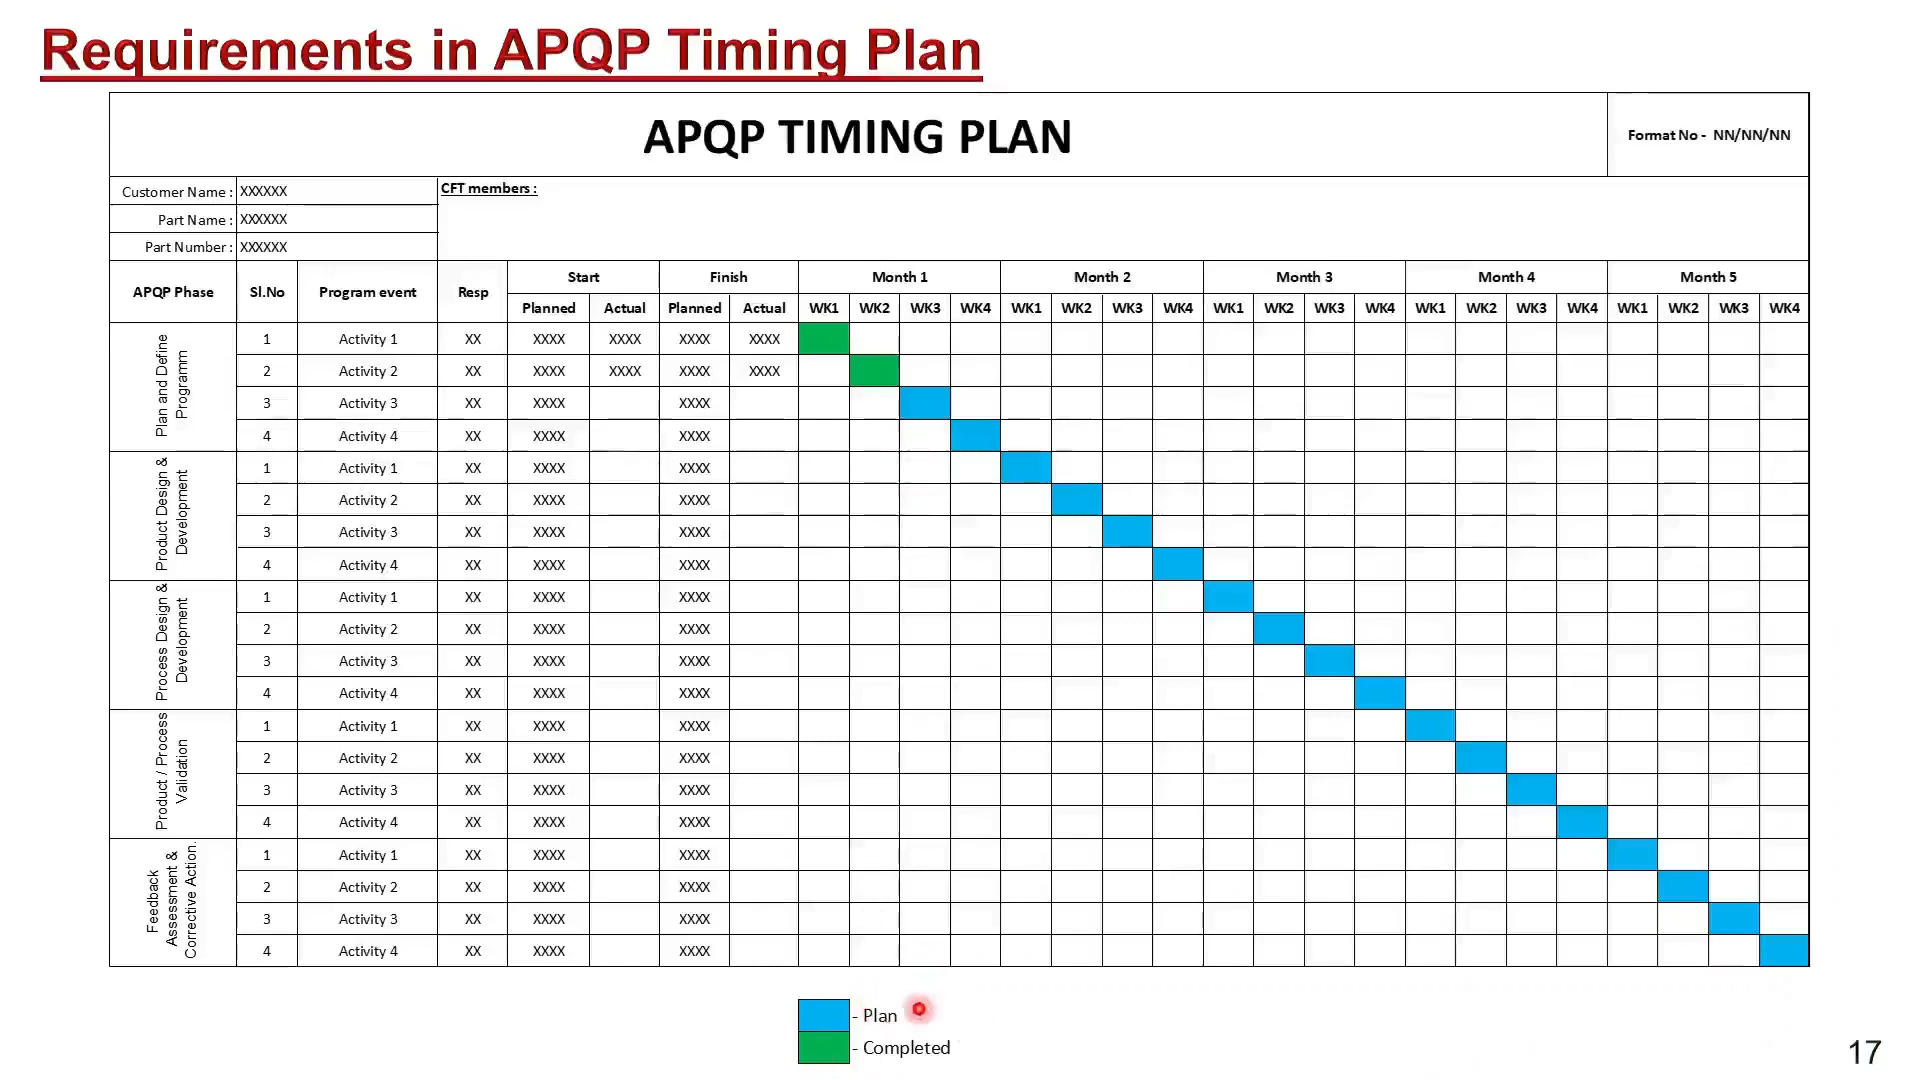 Requirements in APQP Timing Plan
APQP TIMING PLAN
Format No - NN/NN/NN
Customer Name : XXXXXX
Part Name : XXXXXX
Part Number : XXXXXX
CFT members :
APQP Phase Sl.No Program event Resp Start Finish Month 1 Month 2 Month 3 Month 4 Month 5
Planned Actual Planned Actual WK1 WK2 WK3 WK4 WK1 WK2 WK3 WK4 WK1 WK2 WK3 WK4 WK1 WK2 WK3 WK4 WK1 WK2 WK3 WK4
Plan and Define
Programm
1 Activity 1 XX XXXX XXXX XXXX XXXX
2 Activity 2 XX XXXX XXXX XXXX XXXX
3 Activity 3 XX XXXX XXXX
4 Activity 4 XX XXXX XXXX
Product Design &
Development
1 Activity 1 XX XXXX XXXX
2 Activity 2 XX XXXX XXXX
3 Activity 3 XX XXXX XXXX
4 Activity 4 XX XXXX XXXX
Process Design &
Development
1 Activity 1 XX XXXX XXXX
2 Activity 2 XX XXXX XXXX
3 Activity 3 XX XXXX XXXX
4 Activity 4 XX XXXX XXXX
Product / Process
Validation
1 Activity 1 XX XXXX XXXX
2 Activity 2 XX XXXX XXXX
3 Activity 3 XX XXXX XXXX
4 Activity 4 XX XXXX XXXX
Feedback
Assessment &
Corrective Action.
1 Activity 1 XX XXXX XXXX
2 Activity 2 XX XXXX XXXX
3 Activity 3 XX XXXX XXXX
4 Activity 4 XX XXXX XXXX
- Plan
- Completed
17